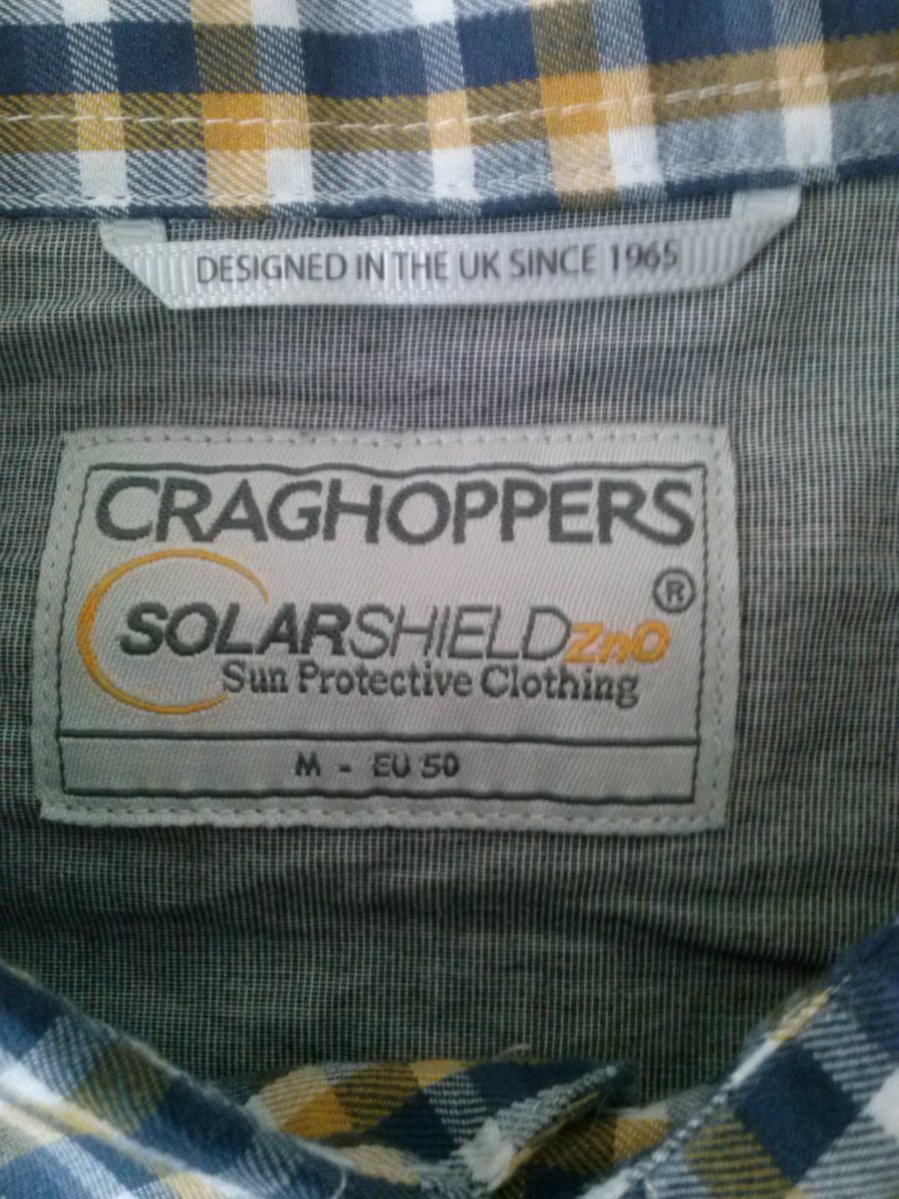 DESIGNED IN THE UK SINCE 1965
CRAGHOPPERS
SOLARSHIELDZnO ®
Sun Protective Clothing
M - EU 50